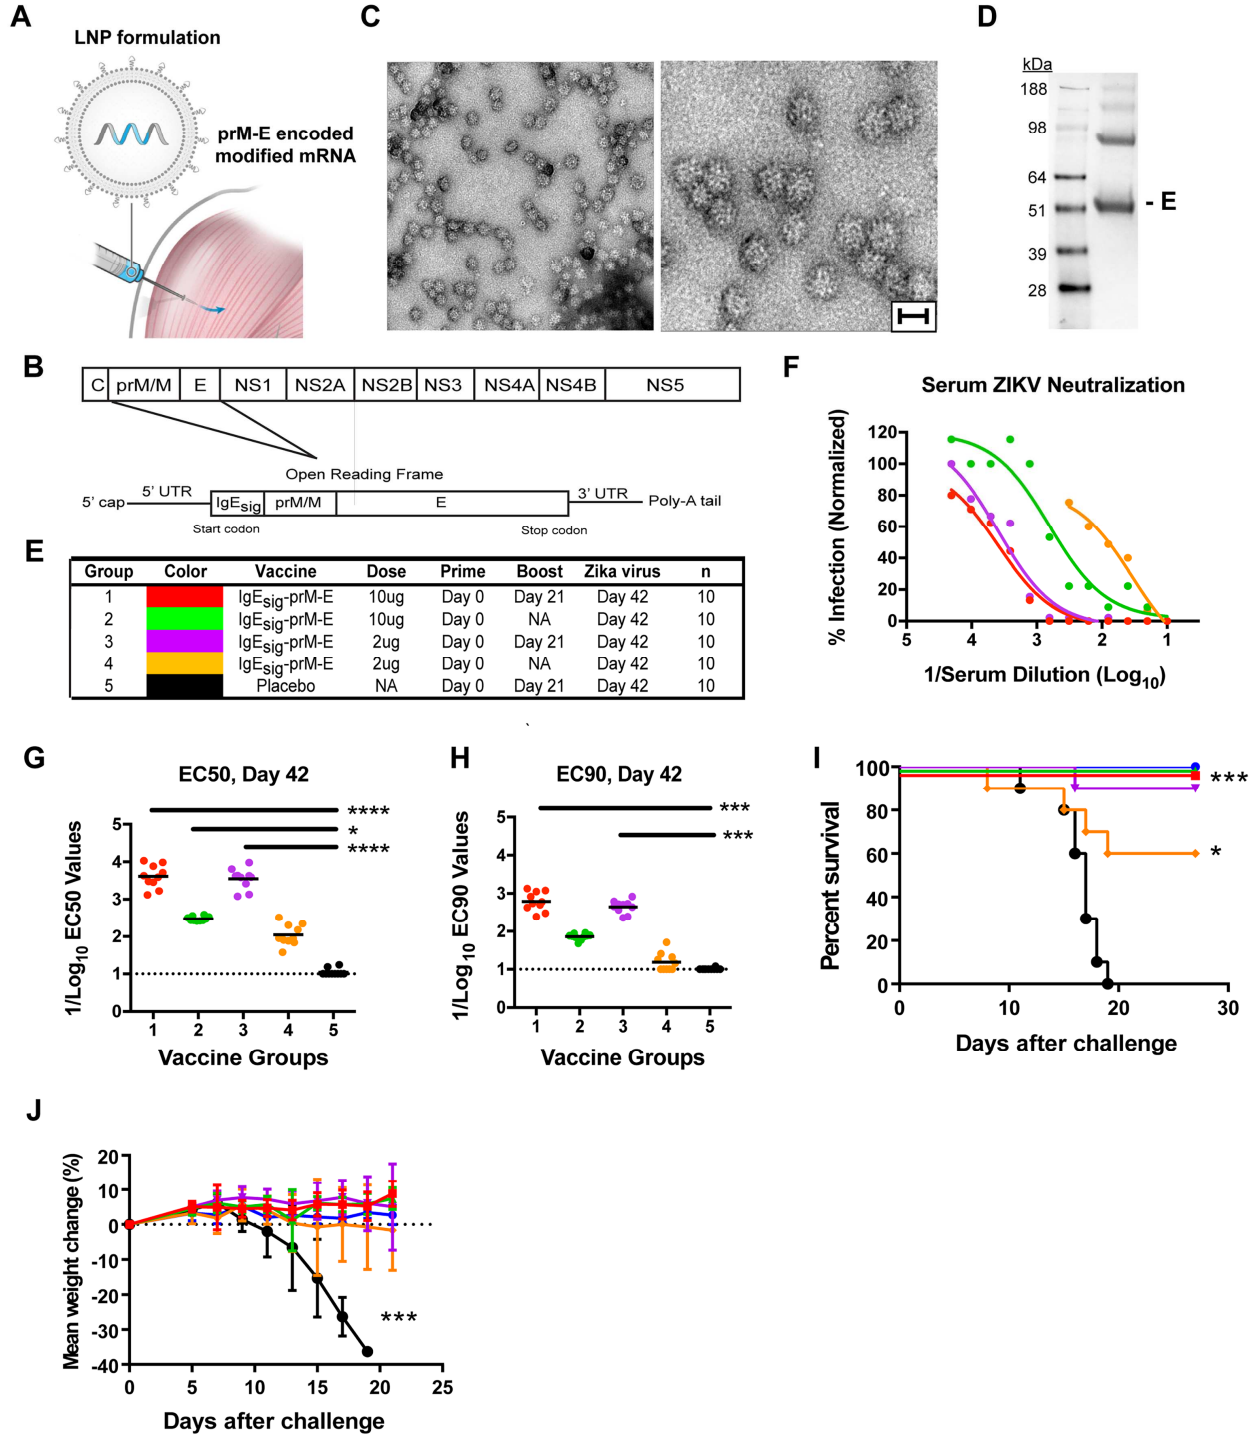 A
LNP formulation
prM-E encoded
modified mRNA
C
D
kDa
188
98
64
51
39
28
- E
B
C prM/M E NS1 NS2A NS2B NS3 NS4A NS4B NS5
Open Reading Frame
5' cap 5' UTR IgEsig prM/M E 3' UTR Poly-A tail
Start codon Stop codon
E
Group Color Vaccine Dose Prime Boost Zika virus n
1 IgEsig-prM-E 10ug Day 0 Day 21 Day 42 10
2 IgEsig-prM-E 10ug Day 0 NA Day 42 10
3 IgEsig-prM-E 2ug Day 0 Day 21 Day 42 10
4 IgEsig-prM-E 2ug Day 0 NA Day 42 10
5 Placebo NA Day 0 Day 21 Day 42 10
F
Serum ZIKV Neutralization
% Infection (Normalized)
120
100
80
60
40
20
0
5 4 3 2 1
1/Serum Dilution (Log10)
G
EC50, Day 42
****
*
****
1/Log10 EC50 Values
5
4
3
2
1
0
1 2 3 4 5
Vaccine Groups
H
EC90, Day 42
***
***
1/Log10 EC90 Values
5
4
3
2
1
0
1 2 3 4 5
Vaccine Groups
I
Percent survival
100
80
60
40
20
0
***
*
0 10 20 30
Days after challenge
J
Mean weight change (%)
20
10
0
-10
-20
-30
-40
***
0 5 10 15 20 25
Days after challenge